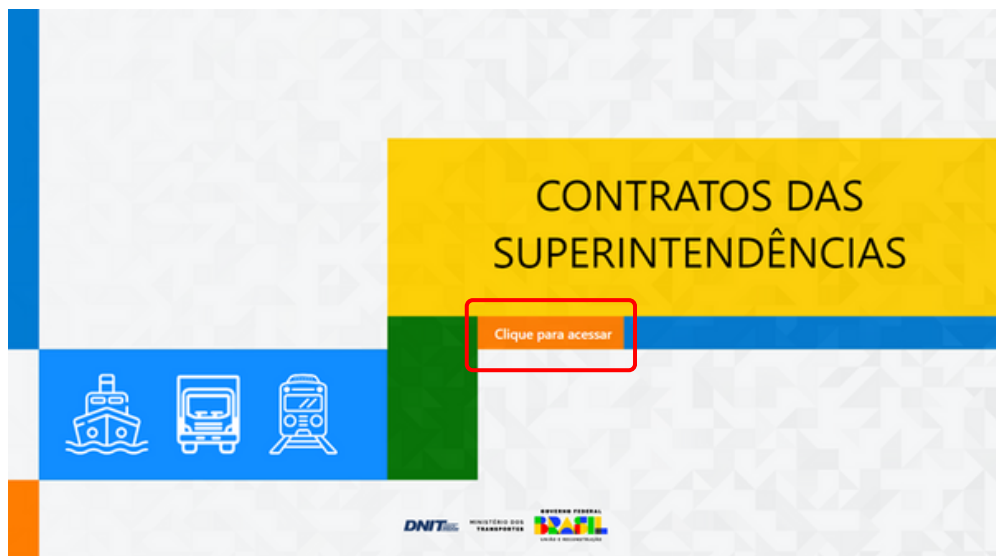 CONTRATOS DAS
SUPERINTENDÊNCIAS
Clique para acessar
DNIT
MINISTÉRIO DOS
TRANSPORTES
GOVERNO FEDERAL
BRASIL
UNIÃO E RECONSTRUÇÃO